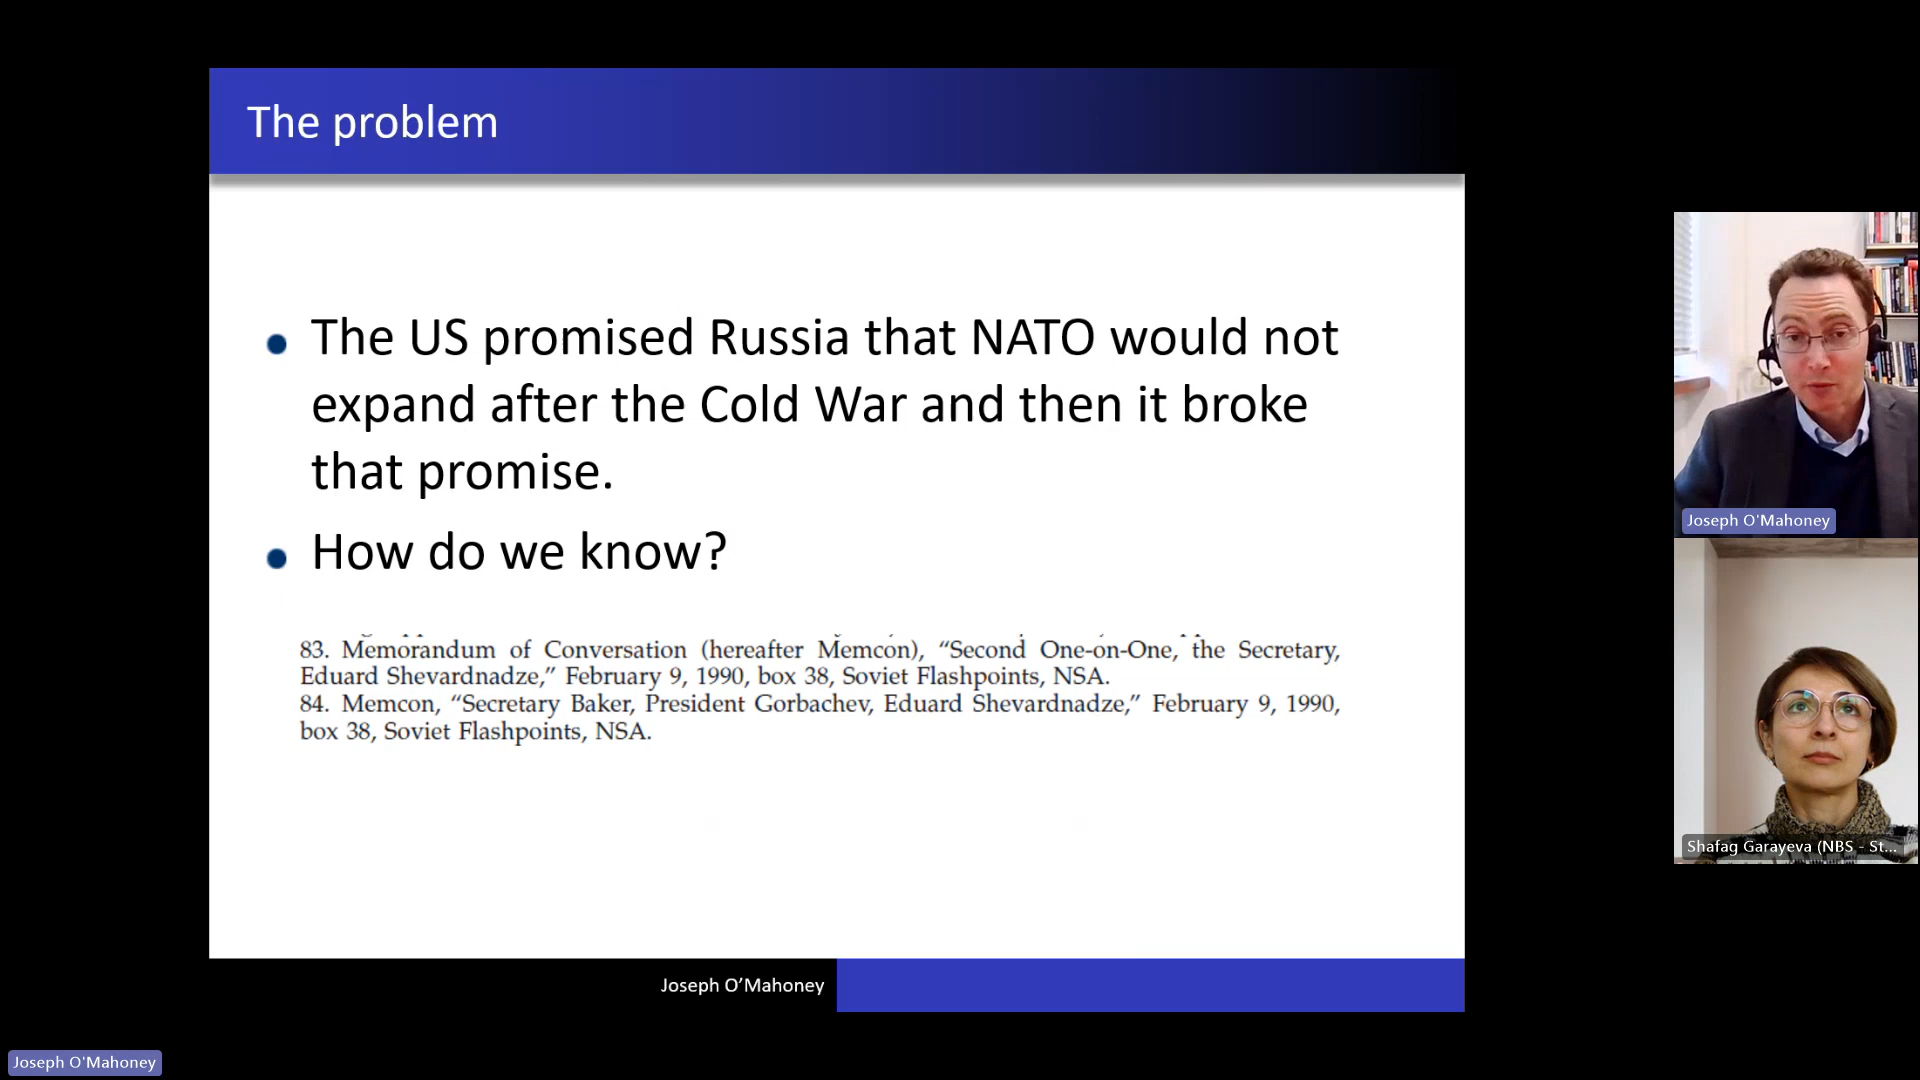 The problem
The US promised Russia that NATO would not
expand after the Cold War and then it broke
that promise.
How do we know?
83. Memorandum of Conversation (hereafter Memcon), “Second One-on-One, the Secretary,
Eduard Shevardnadze,” February 9, 1990, box 38, Soviet Flashpoints, NSA.
84. Memcon, “Secretary Baker, President Gorbachev, Eduard Shevardnadze,” February 9, 1990,
box 38, Soviet Flashpoints, NSA.
Joseph O’Mahoney
Joseph O'Mahoney
Shafag Garayeva (NBS - St...
Joseph O'Mahoney